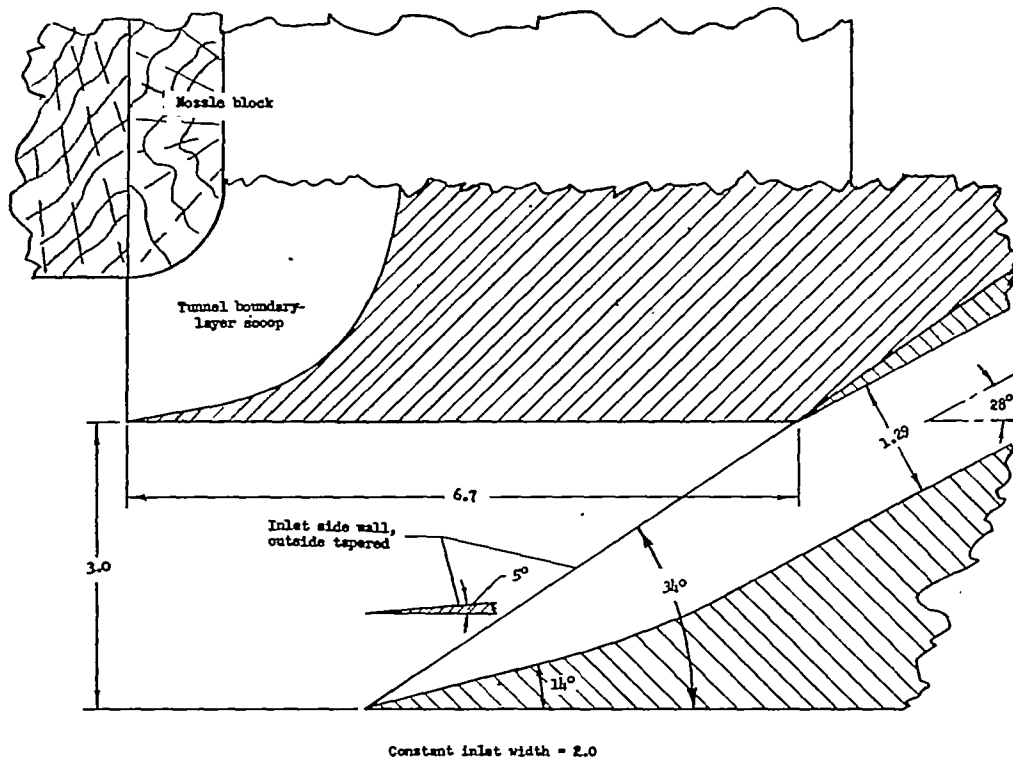 Nozzle block
Tunnel boundary-
layer scoop
28°
1.29
6.7
Inlet side wall,
outside tapered
5°
3.0
34°
14°
Constant inlet width = 2.0